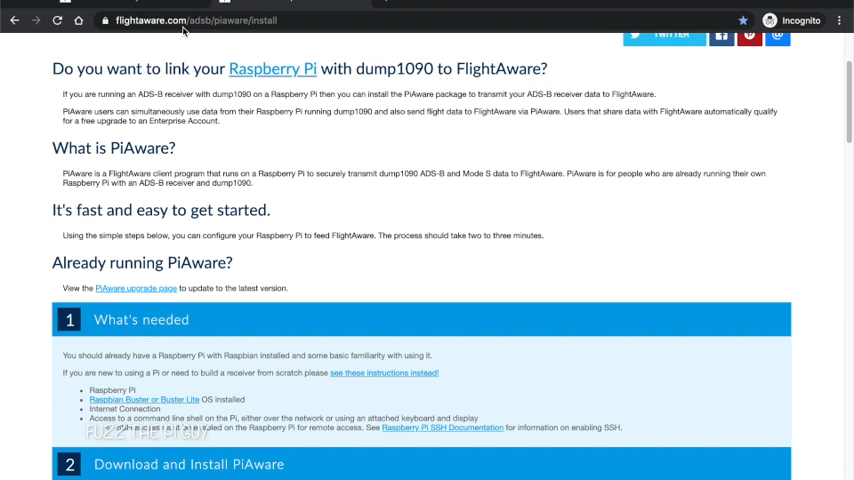 flightaware.com/adsb/piaware/install
Incognito
TWITTER
Do you want to link your Raspberry Pi with dump1090 to FlightAware?
If you are running an ADS-B receiver with dump1090 on a Raspberry Pi then you can install the PiAware package to transmit your ADS-B receiver data to FlightAware.
PiAware users can simultaneously use data from their Raspberry Pi running dump1090 and also send flight data to FlightAware via PiAware. Users that share data with FlightAware automatically qualify
for a free upgrade to an Enterprise Account.
What is PiAware?
PiAware is a FlightAware client program that runs on a Raspberry Pi to securely transmit dump1090 ADS-B and Mode S data to FlightAware. PiAware is for people who are already running their own
Raspberry Pi with an ADS-B receiver and dump1090.
It's fast and easy to get started.
Using the simple steps below, you can configure your Raspberry Pi to feed FlightAware. The process should take two to three minutes.
Already running PiAware?
View the PiAware upgrade page to update to the latest version.
1 What's needed
You should already have a Raspberry Pi with Raspbian installed and some basic familiarity with using it.
If you are new to using a Pi or need to build a receiver from scratch please see these instructions instead!
Raspberry Pi
Raspbian Buster or Buster Lite OS installed
Internet Connection
Access to a command line shell on the Pi, either over the network or using an attached keyboard and display
on the Raspberry Pi for remote access. See Raspberry Pi SSH Documentation for information on enabling SSH.
FUZZ THE PI GUY
2 Download and Install PiAware